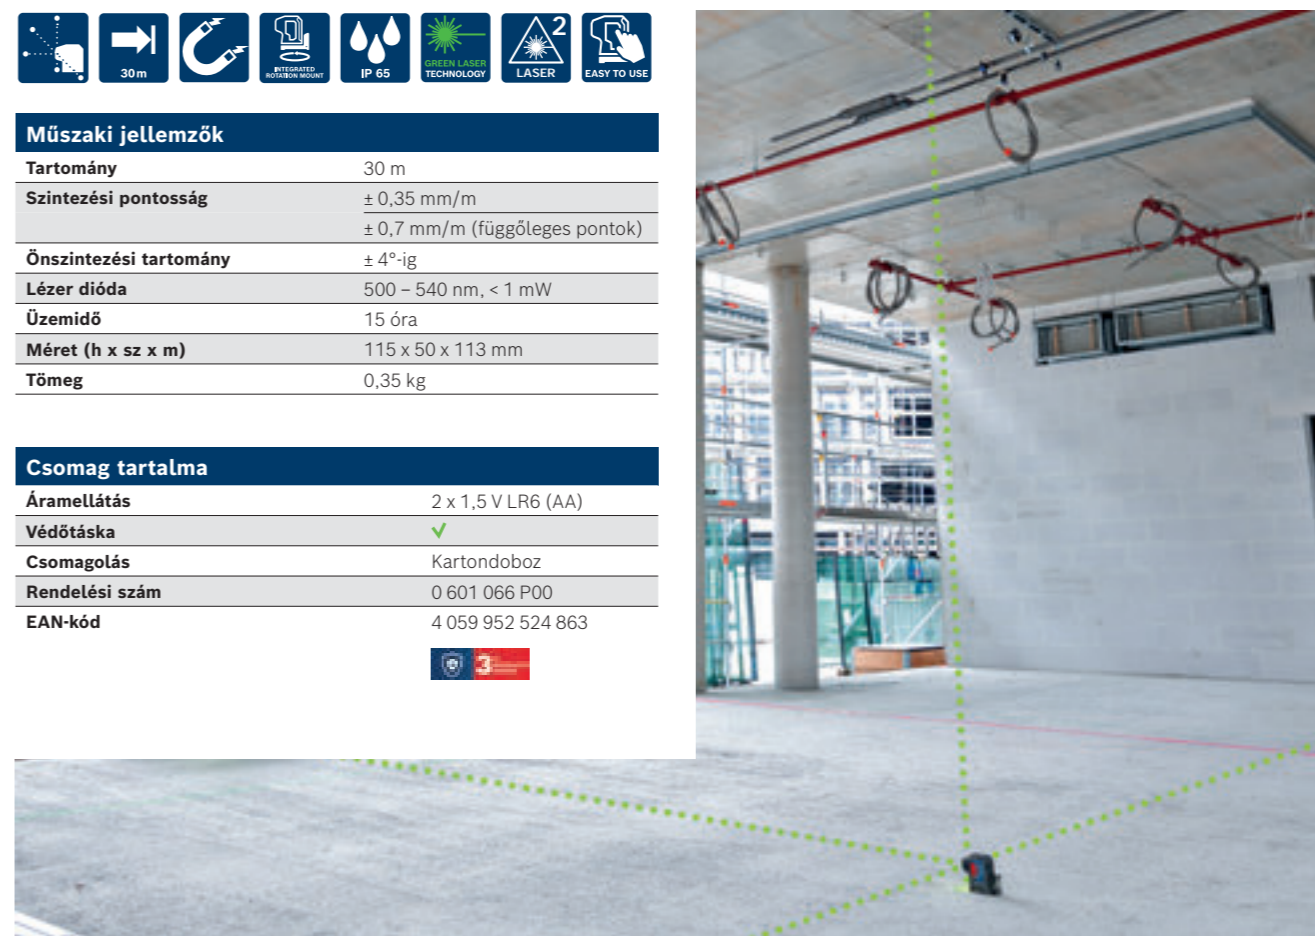 30 m
INTEGRATED
ROTATION MOUNT
IP 65
GREEN LASER
TECHNOLOGY
2
LASER
EASY TO USE
Műszaki jellemzők
Tartomány 30 m
Szintezési pontosság ± 0,35 mm/m
± 0,7 mm/m (függőleges pontok)
Önszintezési tartomány ± 4°-ig
Lézer dióda 500 – 540 nm, < 1 mW
Üzemidő 15 óra
Méret (h x sz x m) 115 x 50 x 113 mm
Tömeg 0,35 kg
Csomag tartalma
Áramellátás 2 x 1,5 V LR6 (AA)
Védőtáska
Csomagolás Kartondoboz
Rendelési szám 0 601 066 P00
EAN-kód 4 059 952 524 863
3